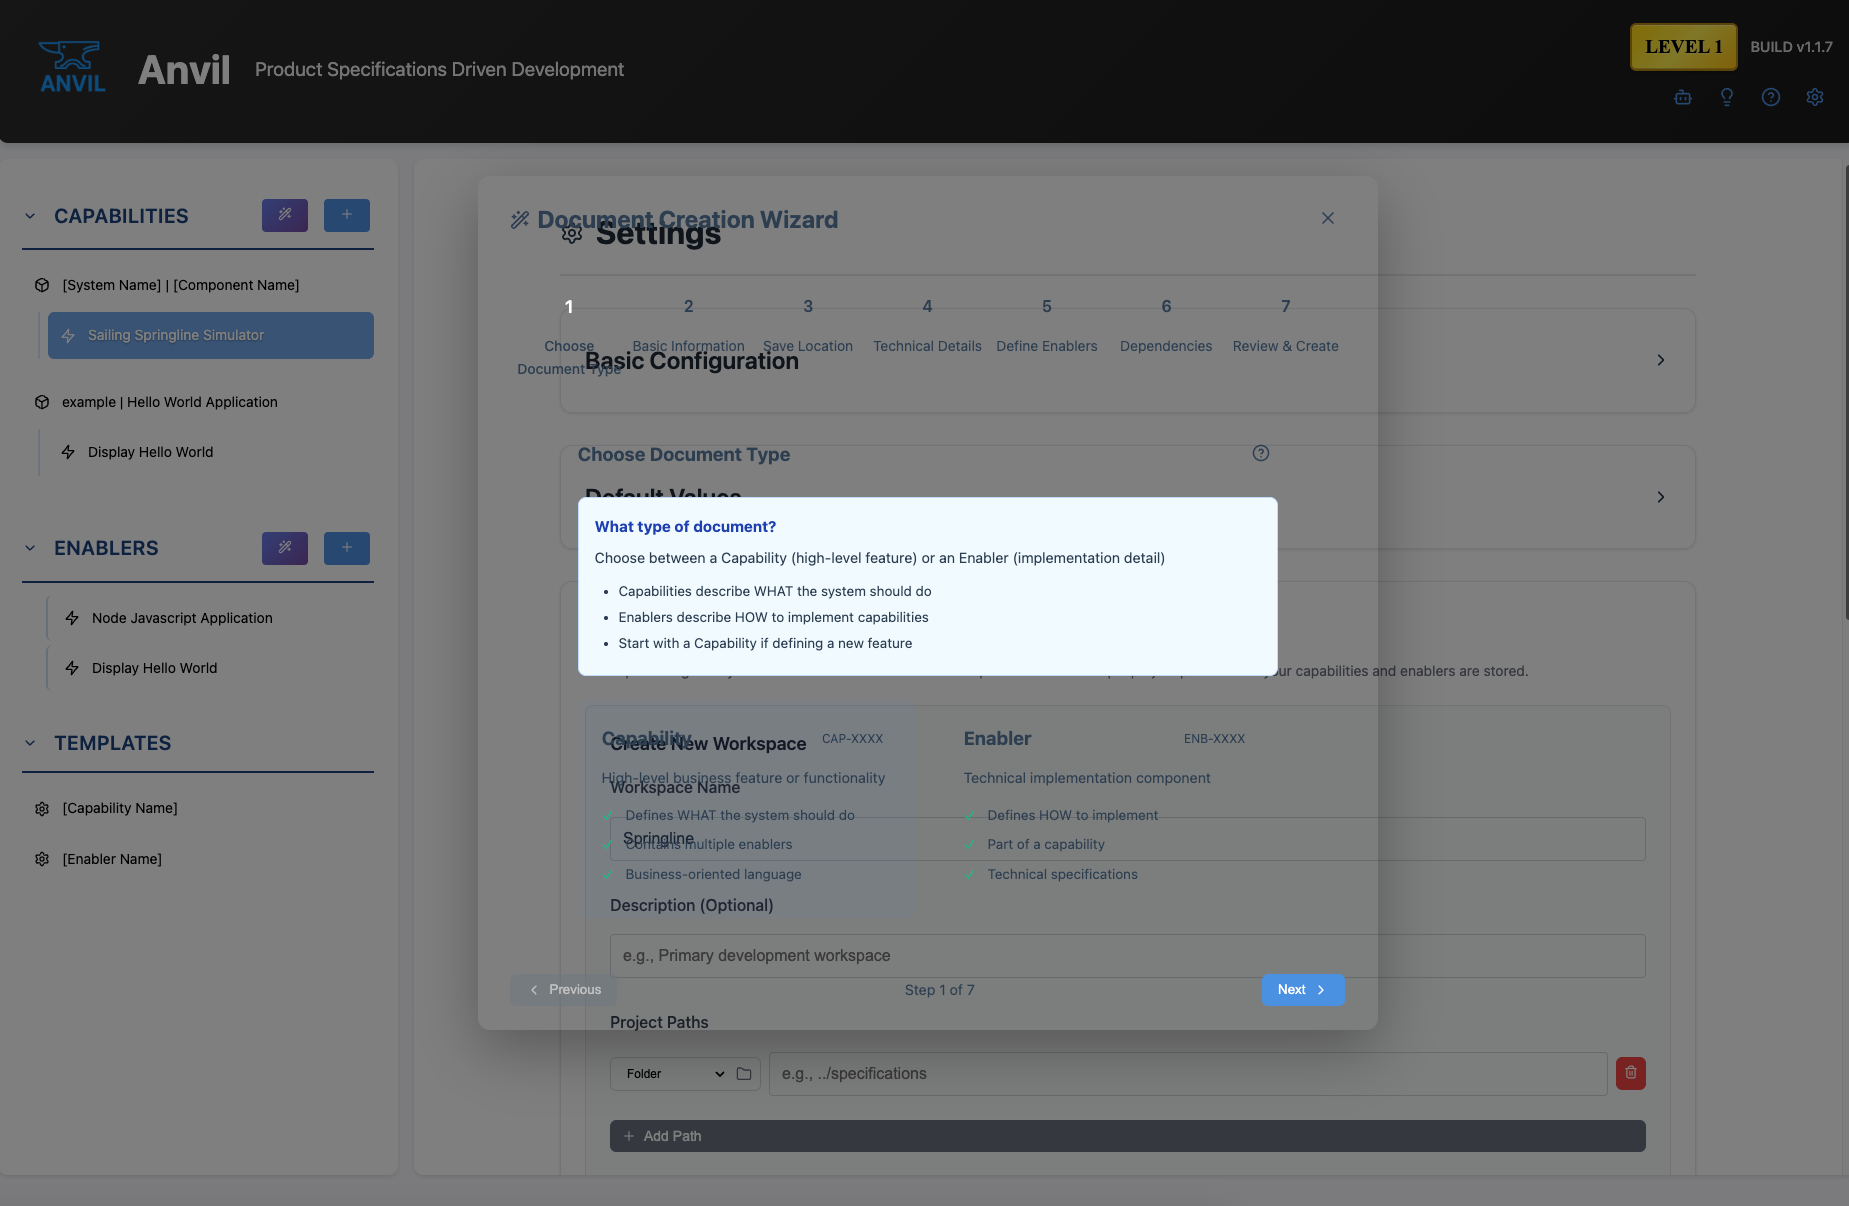 ANVIL
Anvil
Product Specifications Driven Development
LEVEL 1
BUILD v1.1.7
CAPABILITIES
[System Name] | [Component Name]
Sailing Springline Simulator
example | Hello World Application
Display Hello World
ENABLERS
Node Javascript Application
Display Hello World
TEMPLATES
[Capability Name]
[Enabler Name]
Document Creation Wizard
Settings
1
2
3
4
5
6
7
Choose
Document Type
Basic Information
Save Location
Technical Details
Define Enablers
Dependencies
Review & Create
Basic Configuration
Choose Document Type
Default Values
What type of document?
Choose between a Capability (high-level feature) or an Enabler (implementation detail)
Capabilities describe WHAT the system should do
Enablers describe HOW to implement capabilities
Start with a Capability if defining a new feature
capabilities and enablers are stored.
Capability
CAP-XXXX
High-level business feature or functionality
Defines WHAT the system should do
Contains multiple enablers
Business-oriented language
Enabler
ENB-XXXX
Technical implementation component
Defines HOW to implement
Part of a capability
Technical specifications
Create New Workspace
Workspace Name
Springline
Description (Optional)
e.g., Primary development workspace
Previous
Step 1 of 7
Next
Project Paths
Folder
e.g., ../specifications
Add Path